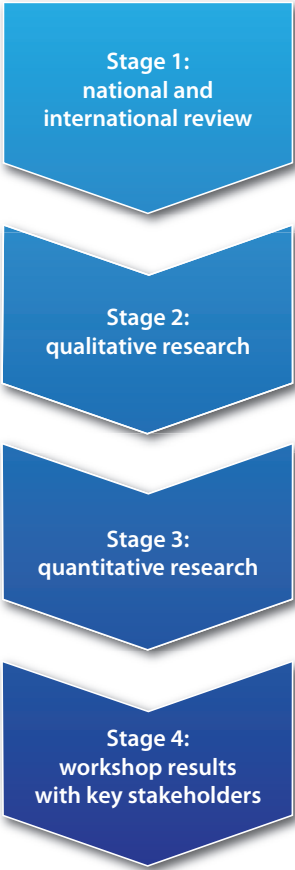 Stage 1:
national and
international review
Stage 2:
qualitative research
Stage 3:
quantitative research
Stage 4:
workshop results
with key stakeholders